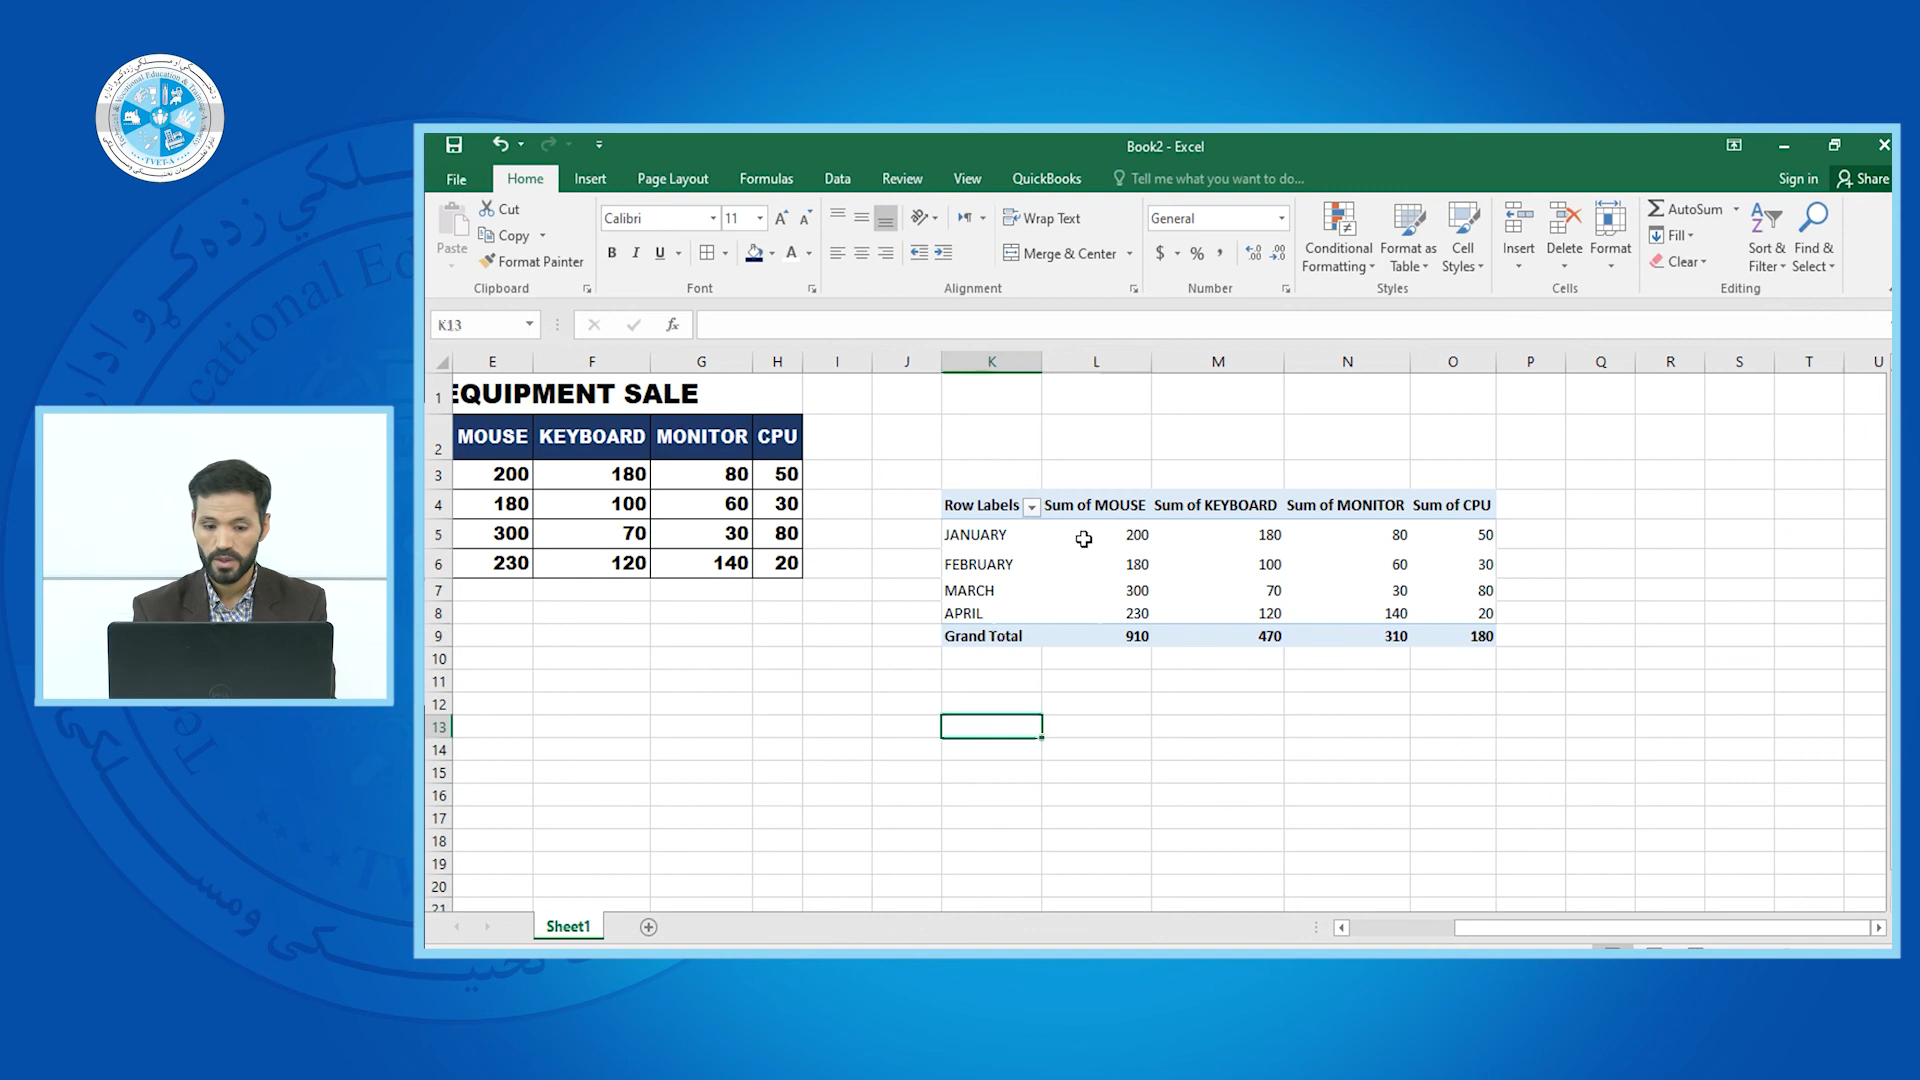 Technical & Vocational Education & Training-A
TVET-A
Book2 - Excel
File Home Insert Page Layout Formulas Data Review View QuickBooks Tell me what you want to do... Sign in Share
Paste
Cut
Copy
Format Painter
Clipboard
Calibri 11
B I U
Font
Wrap Text
Merge & Center
Alignment
General
$ % ,
Number
Conditional Formatting
Format as Table
Cell Styles
Styles
Insert Delete Format
Cells
AutoSum
Fill
Clear
Sort & Filter
Find & Select
Editing
K13
fx
E F G H I J K L M N O P Q R S T U
1 EQUIPMENT SALE
2 MOUSE KEYBOARD MONITOR CPU
3 200 180 80 50
4 180 100 60 30 Row Labels Sum of MOUSE Sum of KEYBOARD Sum of MONITOR Sum of CPU
5 300 70 30 80 JANUARY 200 180 80 50
6 230 120 140 20 FEBRUARY 180 100 60 30
7 MARCH 300 70 30 80
8 APRIL 230 120 140 20
9 Grand Total 910 470 310 180
10
11
12
13
14
15
16
17
18
19
20
21
Sheet1